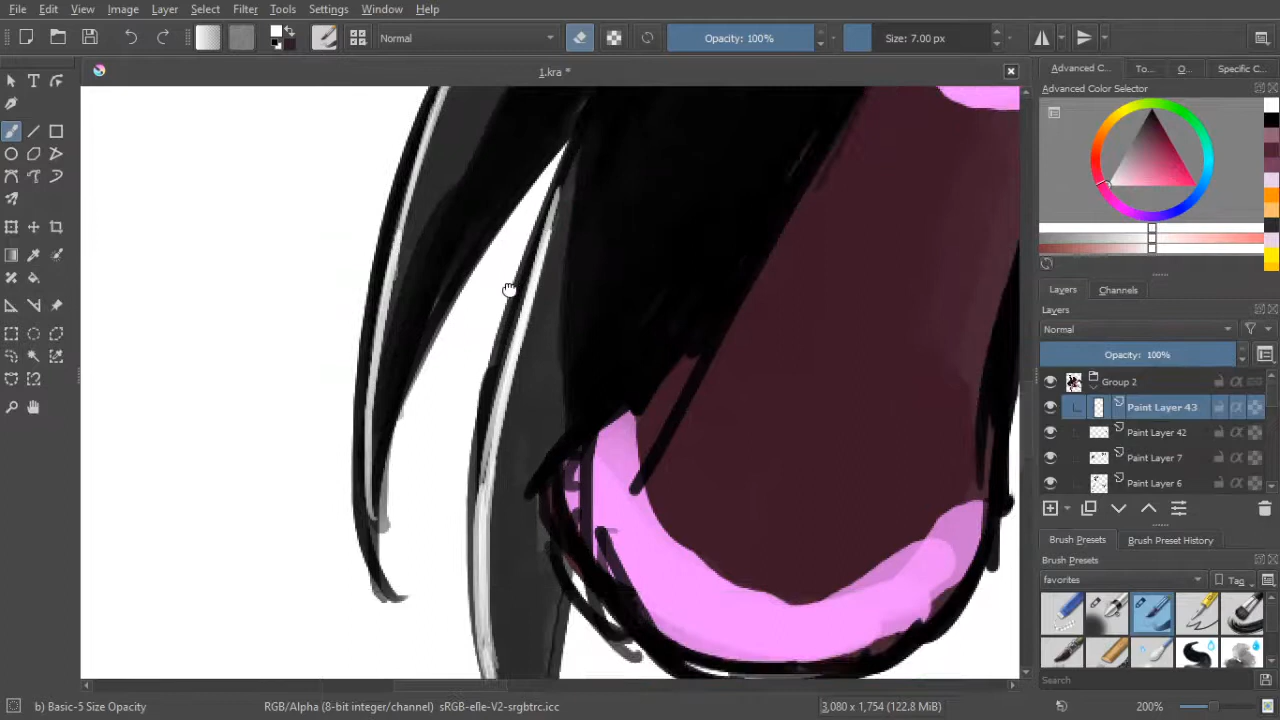 File Edit View Image Layer Select Filter Tools Settings Window Help
Normal Opacity: 100% Size: 7.00 px
1.kra *
Advanced C... To... O... Specific C...
Advanced Color Selector
Layers Channels
Layers
Normal
Opacity: 100%
Group 2
Paint Layer 43
Paint Layer 42
Paint Layer 7
Paint Layer 6
Brush Presets Brush Preset History
Brush Presets
favorites Tag
Search
b) Basic-5 Size Opacity RGB/Alpha (8-bit integer/channel) sRGB-elle-V2-srgbtrc.icc 3,080 x 1,754 (122.8 MiB) 200%